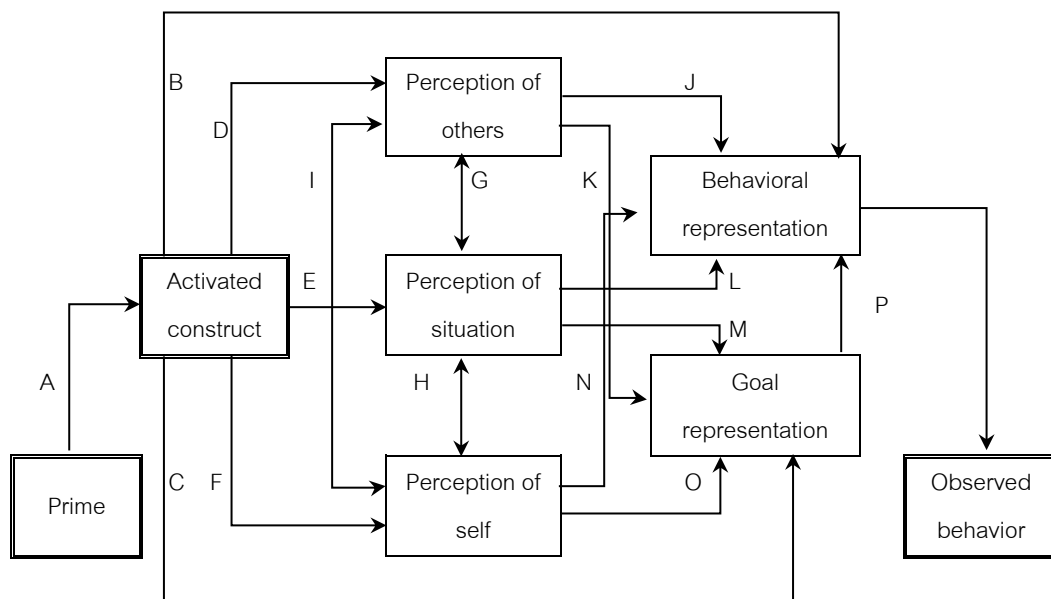 B
Perception of
others
J
D
I
G
K
Behavioral
representation
Activated
construct
E
Perception of
situation
L
M
P
A
H
N
Goal
representation
Prime
C
F
Perception of
self
O
Observed
behavior